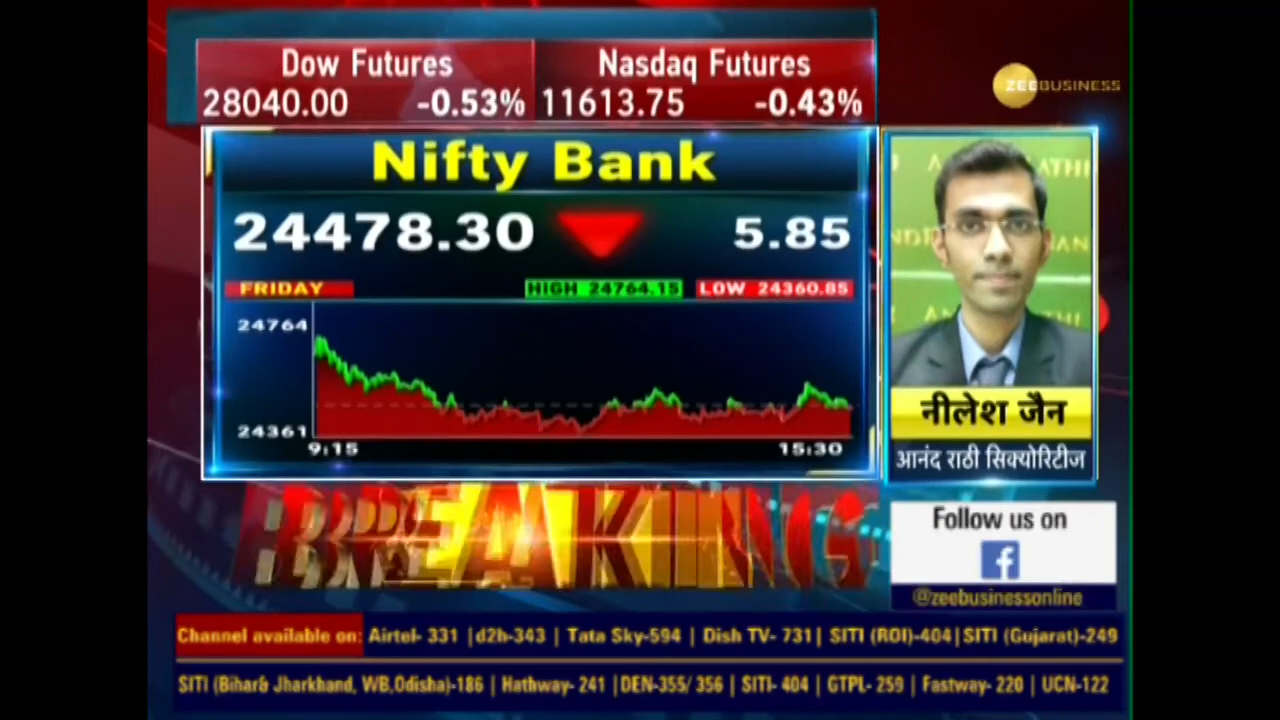 Dow Futures
28040.00 -0.53%
Nasdaq Futures
11613.75 -0.43%
ZEEBUSINESS
Nifty Bank
24478.30 5.85
FRIDAY HIGH 24764.15 LOW 24360.85
24764
24361
9:15 15:30
नीलेश जैन
आनंद राठी सिक्योरिटीज
BREAKING
Follow us on
f
@zeebusinessonline
Channel available on: Airtel- 331 | d2h-343 | Tata Sky-594 | Dish TV- 731 | SITI (ROI)-404 | SITI (Gujarat)-249
SITI (Bihar& Jharkhand, WB,Odisha)-186 | Hathway- 241 | DEN-355/ 356 | SITI- 404 | GTPL- 259 | Fastway- 220 | UCN-122